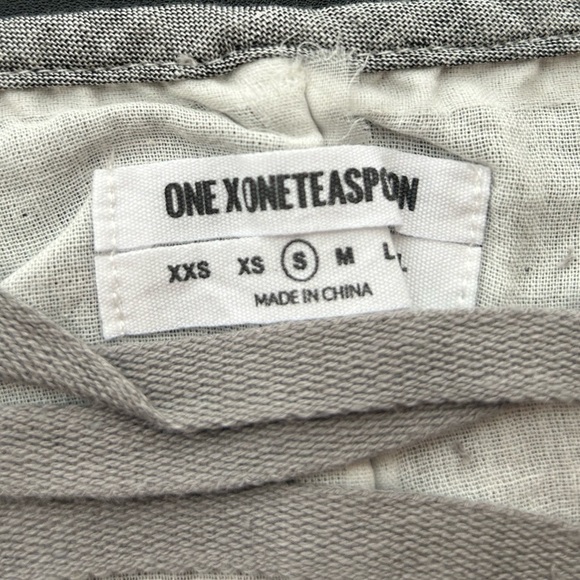 ONE XONETEASPOON
XXS XS S M L
MADE IN CHINA